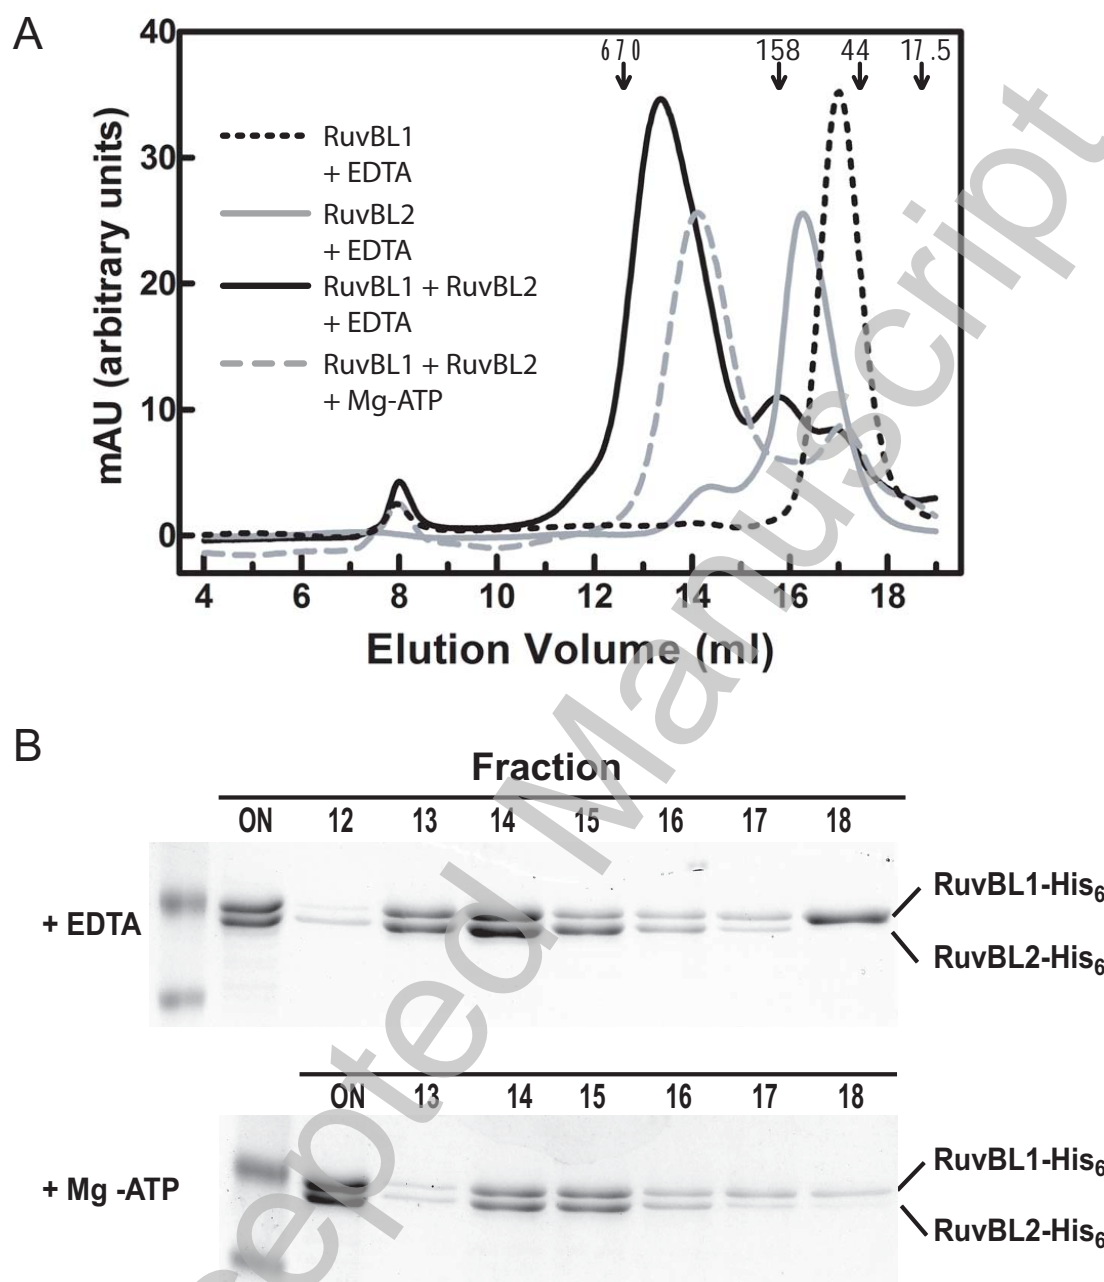 A
40
30
20
10
0
mAU (arbitrary units)
670 158 44 17.5
RuvBL1
+ EDTA
RuvBL2
+ EDTA
RuvBL1 + RuvBL2
+ EDTA
RuvBL1 + RuvBL2
+ Mg-ATP
4 6 8 10 12 14 16 18
Elution Volume (ml)
B
Fraction
ON 12 13 14 15 16 17 18
+ EDTA
RuvBL1-His6
RuvBL2-His6
ON 13 14 15 16 17 18
+ Mg -ATP
RuvBL1-His6
RuvBL2-His6
epted Manuscript